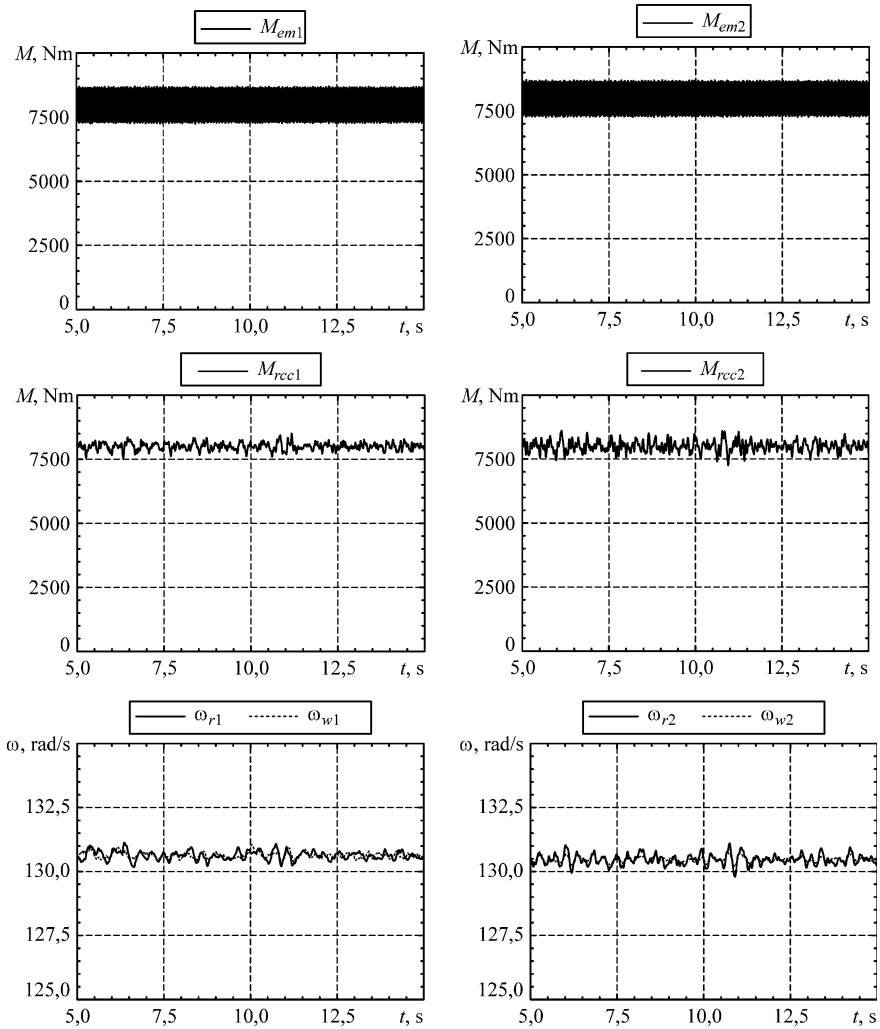 M_em1
M, Nm
7500
5000
2500
0
5,0 7,5 10,0 12,5 t, s
M_em2
M, Nm
7500
5000
2500
0
5,0 7,5 10,0 12,5 t, s
M_rcc1
M, Nm
7500
5000
2500
0
5,0 7,5 10,0 12,5 t, s
M_rcc2
M, Nm
7500
5000
2500
0
5,0 7,5 10,0 12,5 t, s
ω_r1 ω_w1
ω, rad/s
132,5
130,0
127,5
125,0
5,0 7,5 10,0 12,5 t, s
ω_r2 ω_w2
ω, rad/s
132,5
130,0
127,5
125,0
5,0 7,5 10,0 12,5 t, s